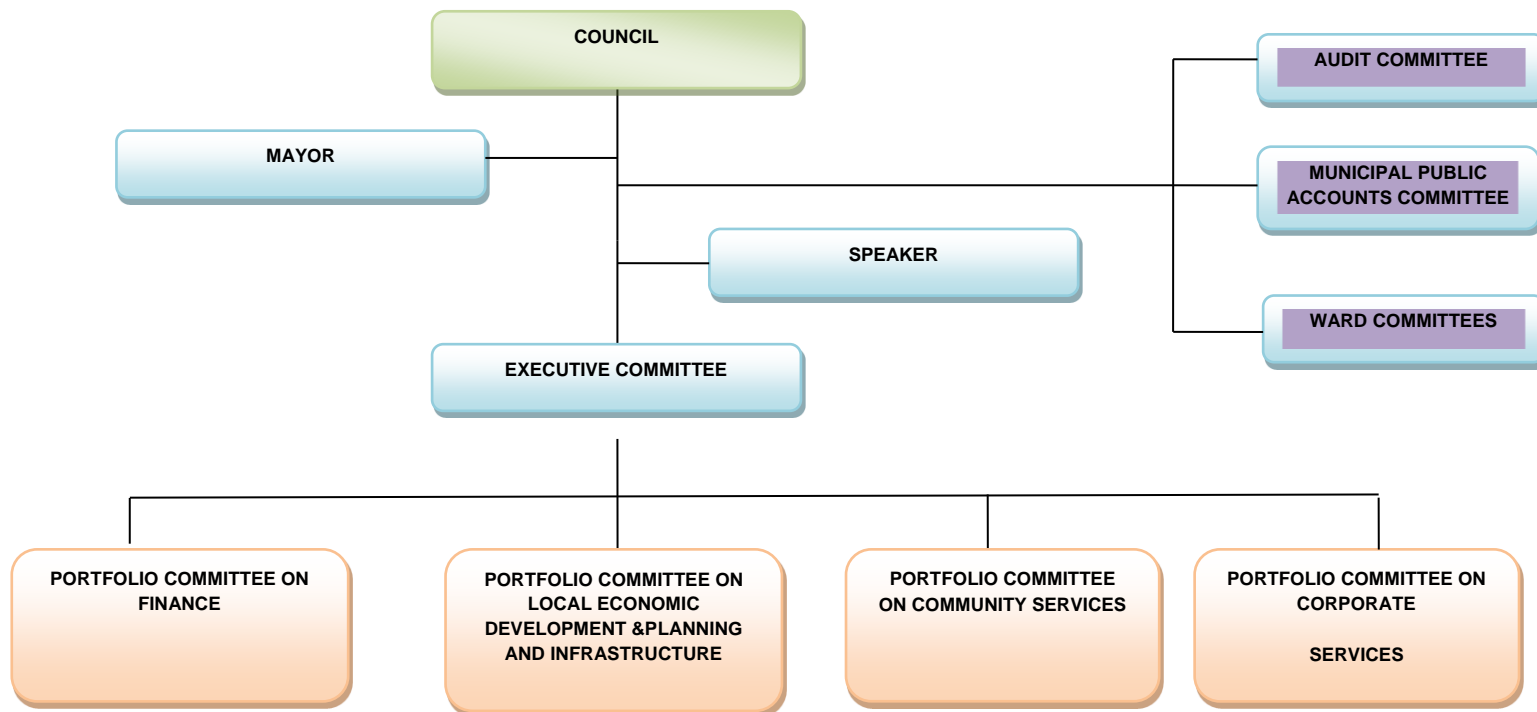 COUNCIL
AUDIT COMMITTEE
MAYOR
MUNICIPAL PUBLIC
ACCOUNTS COMMITTEE
SPEAKER
WARD COMMITTEES
EXECUTIVE COMMITTEE
PORTFOLIO COMMITTEE ON
FINANCE
PORTFOLIO COMMITTEE ON
LOCAL ECONOMIC
DEVELOPMENT &PLANNING
AND INFRASTRUCTURE
PORTFOLIO COMMITTEE
ON COMMUNITY SERVICES
PORTFOLIO COMMITTEE ON
CORPORATE
SERVICES